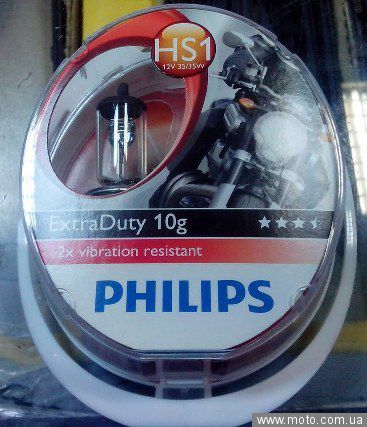 HS1
12V 35/35W
ExtraDuty 10g
2x vibration resistant
PHILIPS
www.moto.com.ua